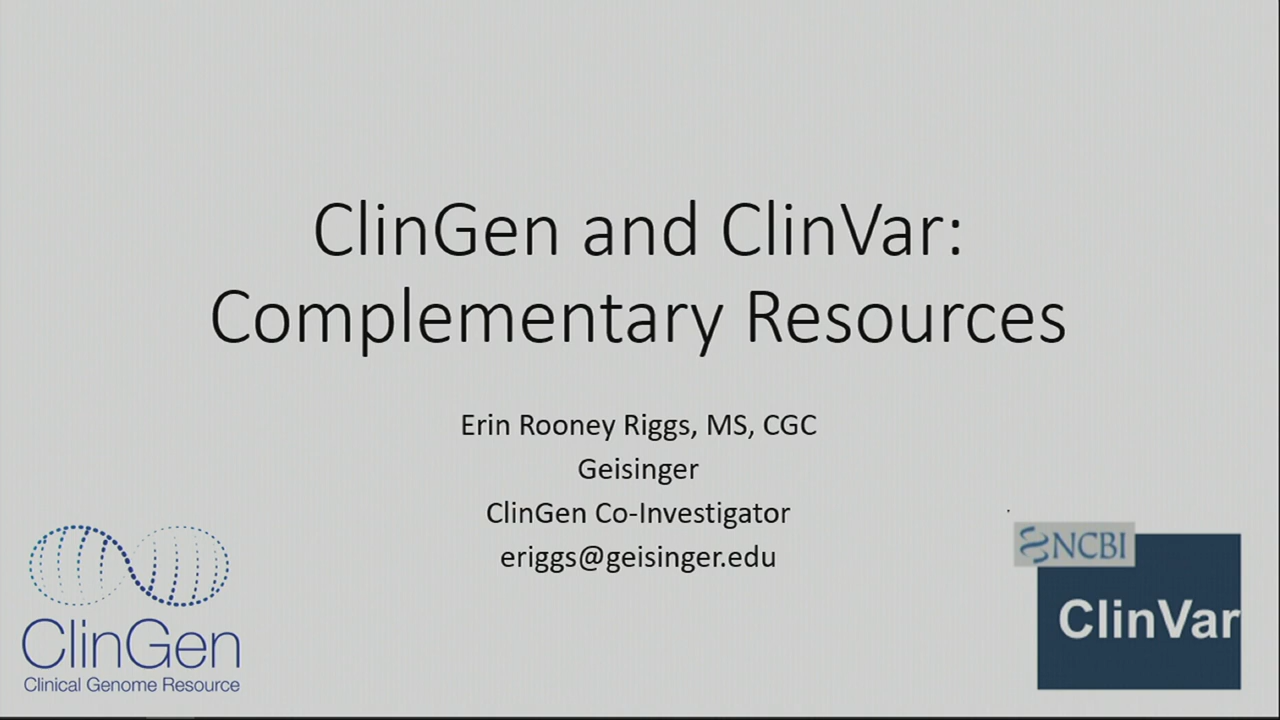 ClinGen and ClinVar:
Complementary Resources
Erin Rooney Riggs, MS, CGC
Geisinger
ClinGen Co-Investigator
eriggs@geisinger.edu
ClinGen
Clinical Genome Resource
NCBI
ClinVar